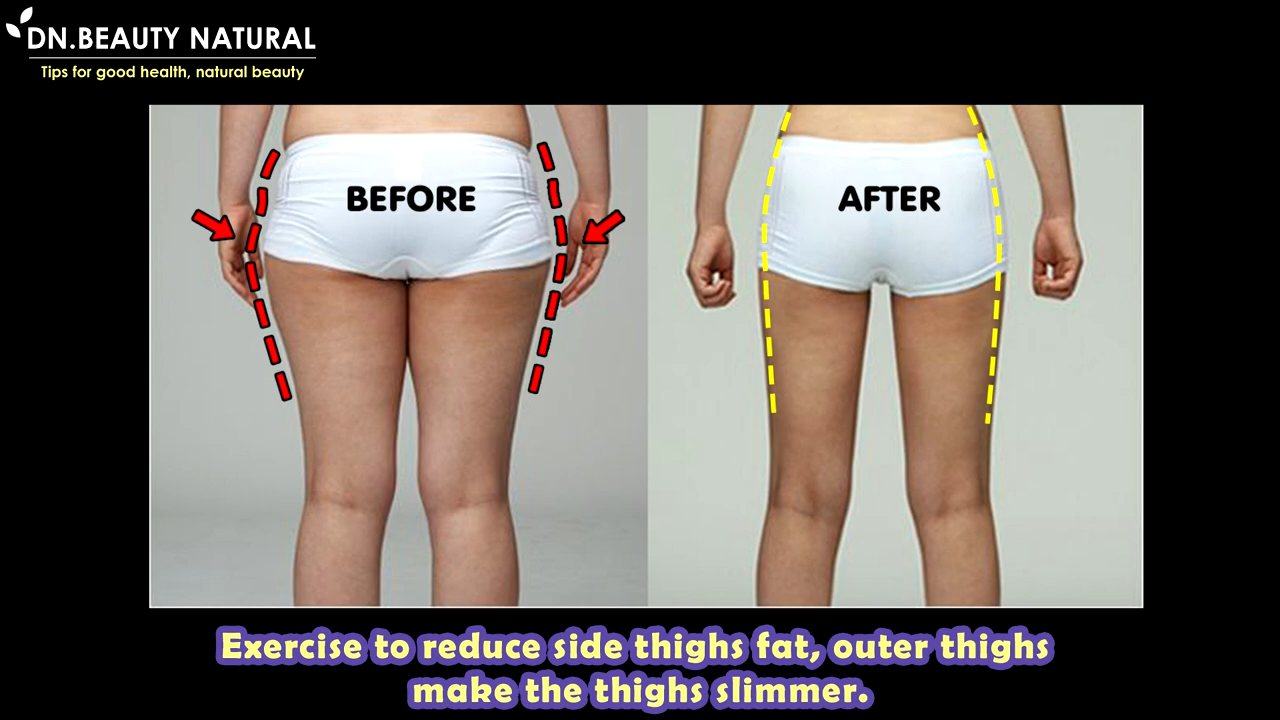 DN.BEAUTY NATURAL
Tips for good health, natural beauty
BEFORE
AFTER
Exercise to reduce side thighs fat, outer thighs
make the thighs slimmer.